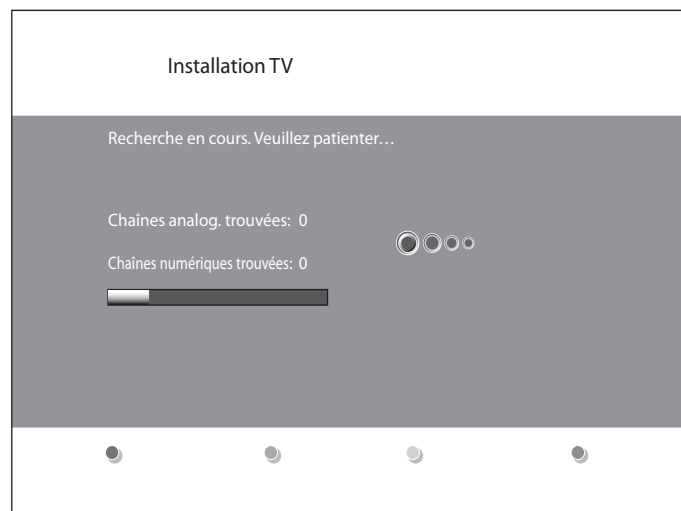 Installation TV
Recherche en cours. Veuillez patienter…
Chaînes analog. trouvées: 0
Chaînes numériques trouvées: 0